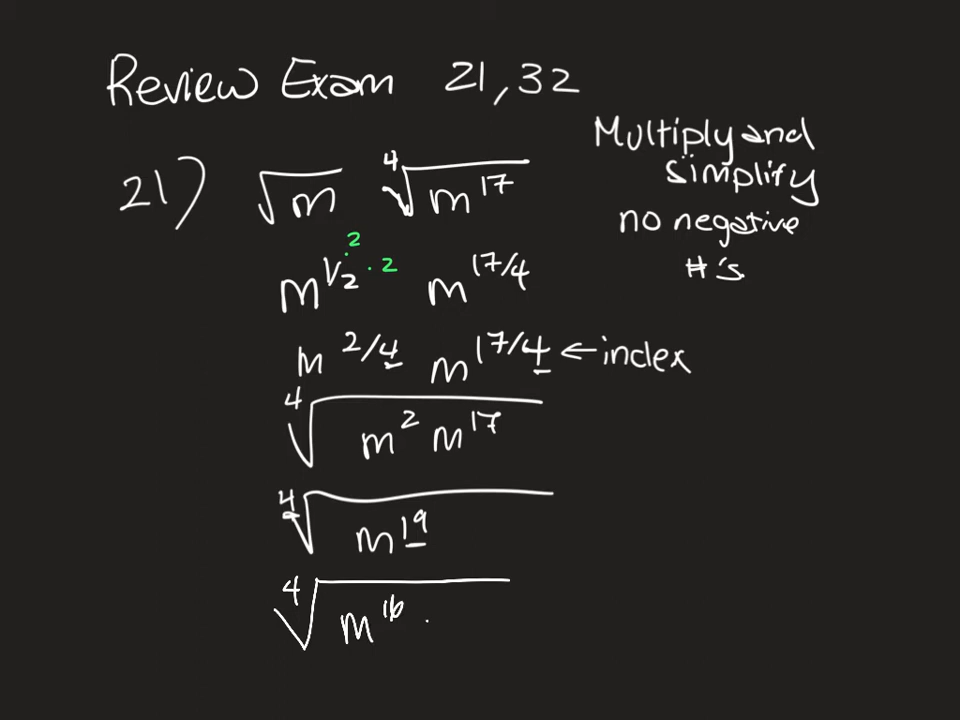 Review Exam 21,32
Multiply and
simplify
no negative
#'s
21) √m ⁴√m¹⁷
m^1/2 · 2 · 2 m^17/4
m^2/4 m^17/4 ← index
⁴√m² m¹⁷
⁴√m¹⁹
⁴√m¹⁶ ·